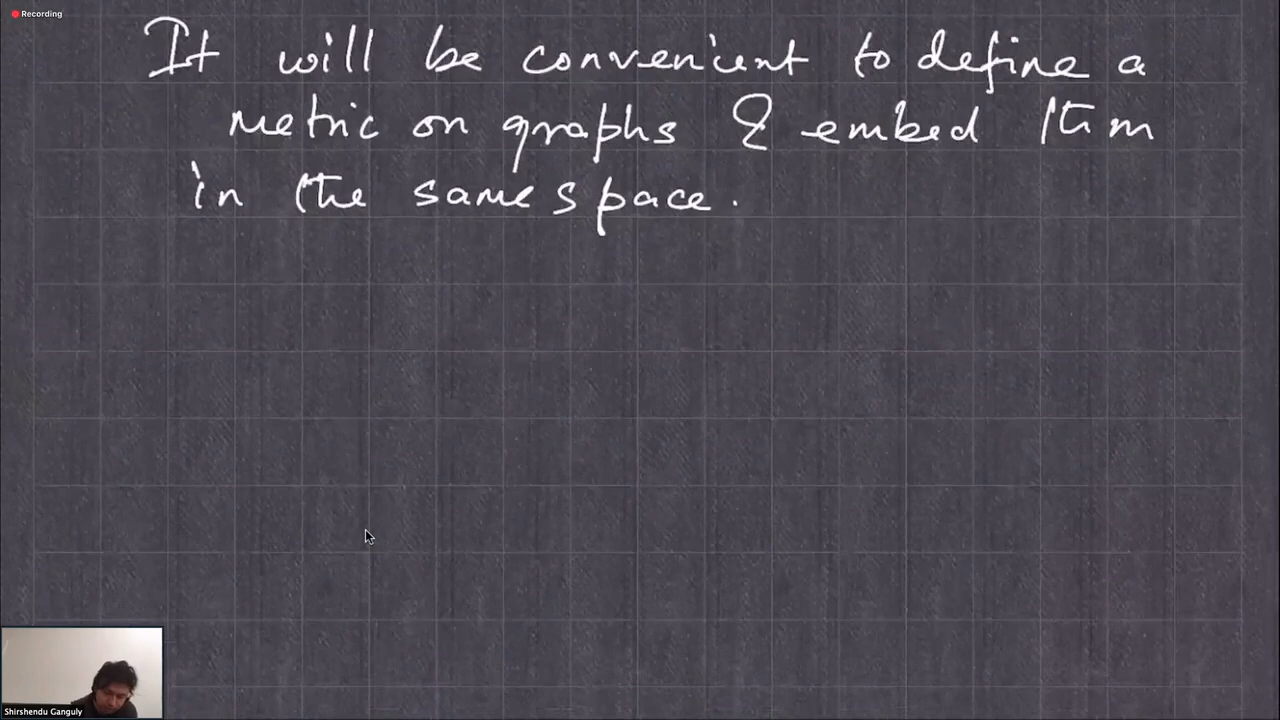 Recording
It will be convenient to define a
metric on graphs & embed them
in the same space.
Shirshendu Ganguly